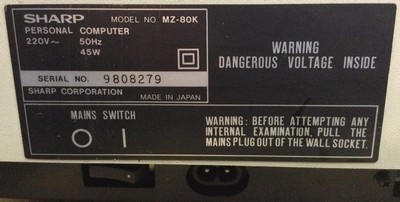 SHARP MODEL NO MZ-80K
PERSONAL COMPUTER
220V~ 50Hz
45W
SERIAL NO. 9808279
SHARP CORPORATION MADE IN JAPAN
WARNING
DANGEROUS VOLTAGE INSIDE
MAINS SWITCH
O I
WARNING: BEFORE ATTEMPTING ANY
INTERNAL EXAMINATION, PULL THE
MAINS PLUG OUT OF THE WALL SOCKET.